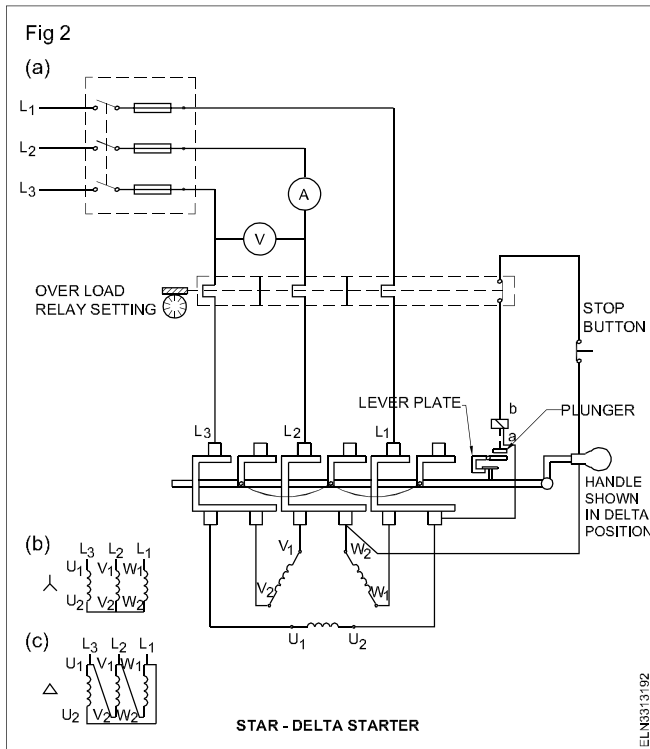 Fig 2
(a)
L1
L2
L3
A
V
OVER LOAD
RELAY SETTING
STOP
BUTTON
LEVER PLATE
b
PLUNGER
a
L3
L2
L1
HANDLE
SHOWN
IN DELTA
POSITION
V1
W2
V2
W1
U1
U2
(b)
L3 L2 L1
U1 V1 W1
U2 V2 W2
(c)
L3 L2 L1
U1 V1 W1
U2 V2 W2
STAR - DELTA STARTER
ELN3313192